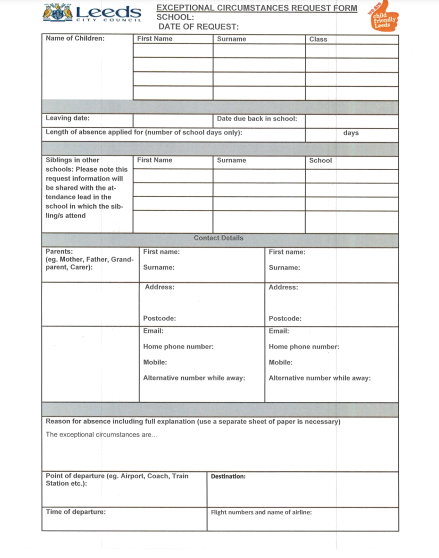 Leeds
CITY COUNCIL
EXCEPTIONAL CIRCUMSTANCES REQUEST FORM
SCHOOL:
DATE OF REQUEST:
child
friendly
Leeds
Name of Children: First Name Surname Class
Leaving date: Date due back in school:
Length of absence applied for (number of school days only): days
Siblings in other First Name Surname School
schools: Please note this
request information will
be shared with the at-
tendance lead in the
school in which the sib-
ling/s attend
Contact Details
Parents: First name: First name:
(eg. Mother, Father, Grand-
parent, Carer): Surname: Surname:
Address: Address:
Postcode: Postcode:
Email: Email:
Home phone number: Home phone number:
Mobile: Mobile:
Alternative number while away: Alternative number while away:
Reason for absence including full explanation (use a separate sheet of paper is necessary)
The exceptional circumstances are...
Point of departure (eg. Airport, Coach, Train Destination:
Station etc.):
Time of departure: Flight numbers and name of airline: